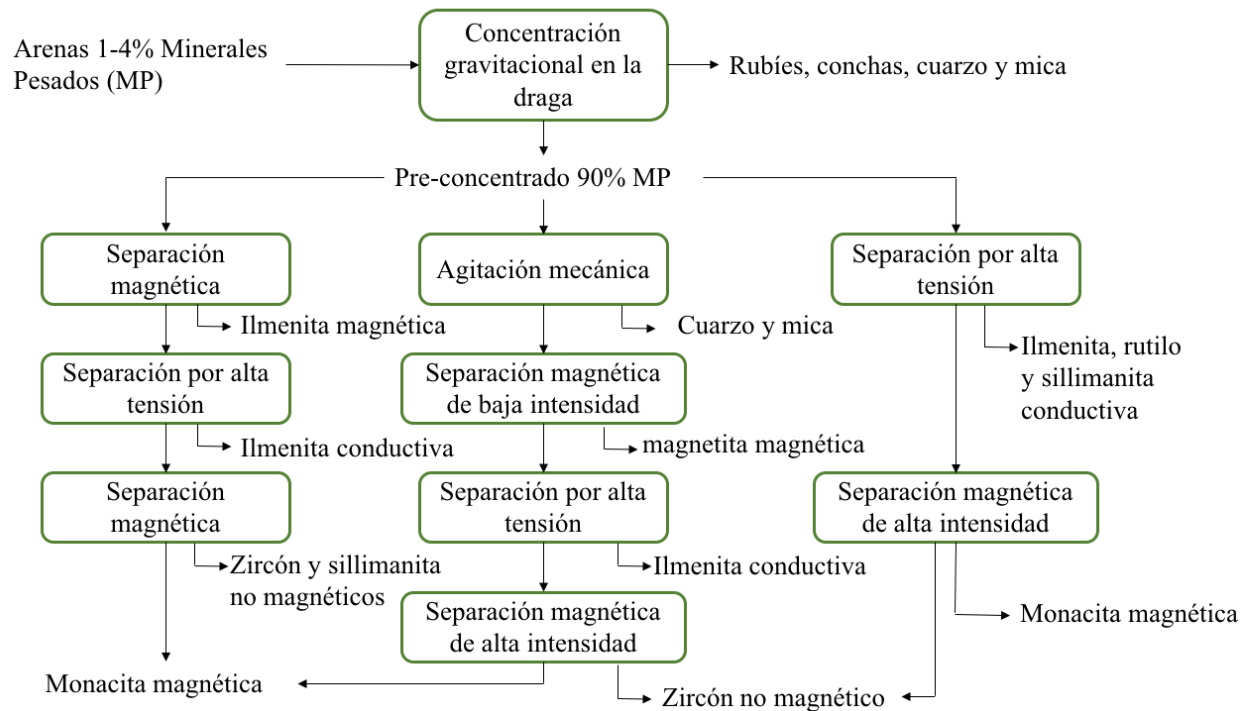 Arenas 1-4% Minerales
Pesados (MP)
Concentración
gravitacional en la
draga
Rubíes, conchas, cuarzo y mica
Pre-concentrado 90% MP
Separación
magnética
Agitación mecánica
Separación por alta
tensión
Ilmenita magnética
Cuarzo y mica
Ilmenita, rutilo
y sillimanita
conductiva
Separación por alta
tensión
Separación magnética
de baja intensidad
Ilmenita conductiva
magnetita magnética
Separación
magnética
Separación por alta
tensión
Separación magnética
de alta intensidad
Zircón y sillimanita
no magnéticos
Ilmenita conductiva
Separación magnética
de alta intensidad
Monacita magnética
Monacita magnética
Zircón no magnético